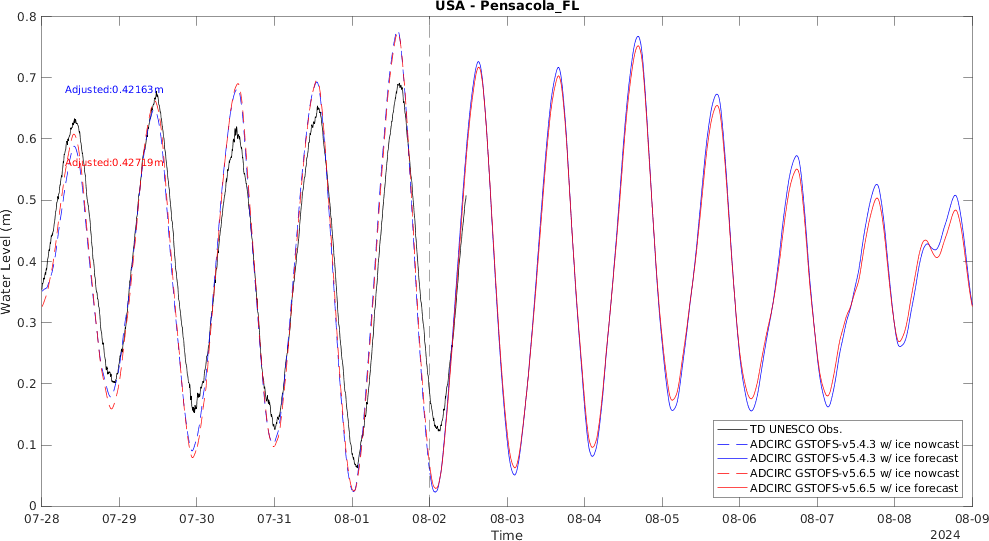 USA - Pensacola_FL
0.8
0.7
0.6
0.5
0.4
0.3
0.2
0.1
0
Water Level (m)
Adjusted:0.42163m
Adjusted:0.42719m
TD UNESCO Obs.
ADCIRC GSTOFS-v5.4.3 w/ ice nowcast
ADCIRC GSTOFS-v5.4.3 w/ ice forecast
ADCIRC GSTOFS-v5.6.5 w/ ice nowcast
ADCIRC GSTOFS-v5.6.5 w/ ice forecast
07-28 07-29 07-30 07-31 08-01 08-02 08-03 08-04 08-05 08-06 08-07 08-08 08-09
Time
2024